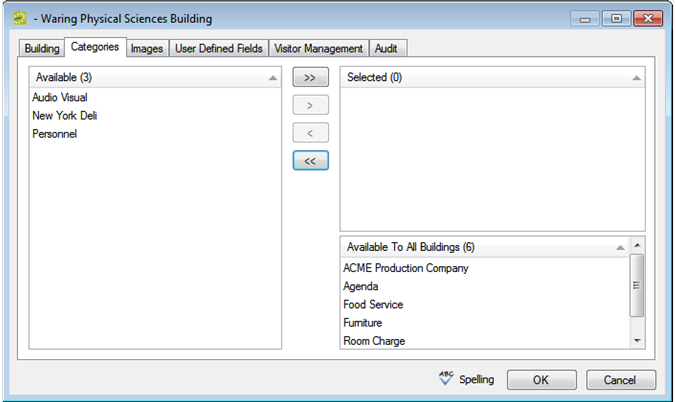 - Waring Physical Sciences Building
Building Categories Images User Defined Fields Visitor Management Audit
Available (3)
Audio Visual
New York Deli
Personnel
>>
>
<
<<
Selected (0)
Available To All Buildings (6)
ACME Production Company
Agenda
Food Service
Furniture
Room Charge
ABC Spelling OK Cancel